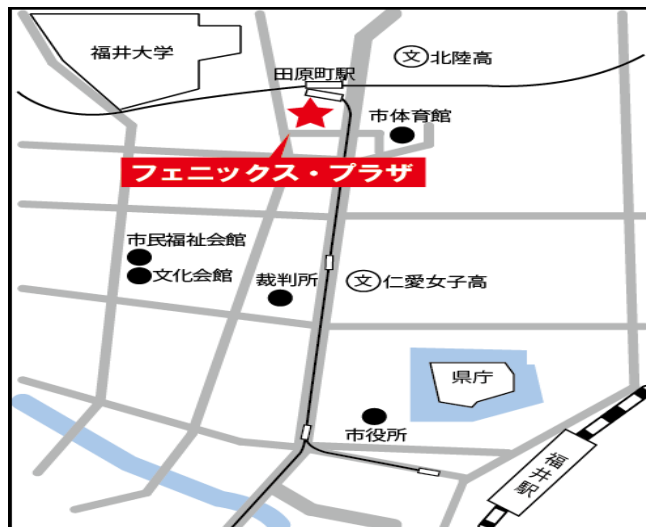 福井大学
文北陸高
田原町駅
市体育館
フェニックス・プラザ
市民福祉会館
文化会館
裁判所
文仁愛女子高
県庁
市役所
福井駅